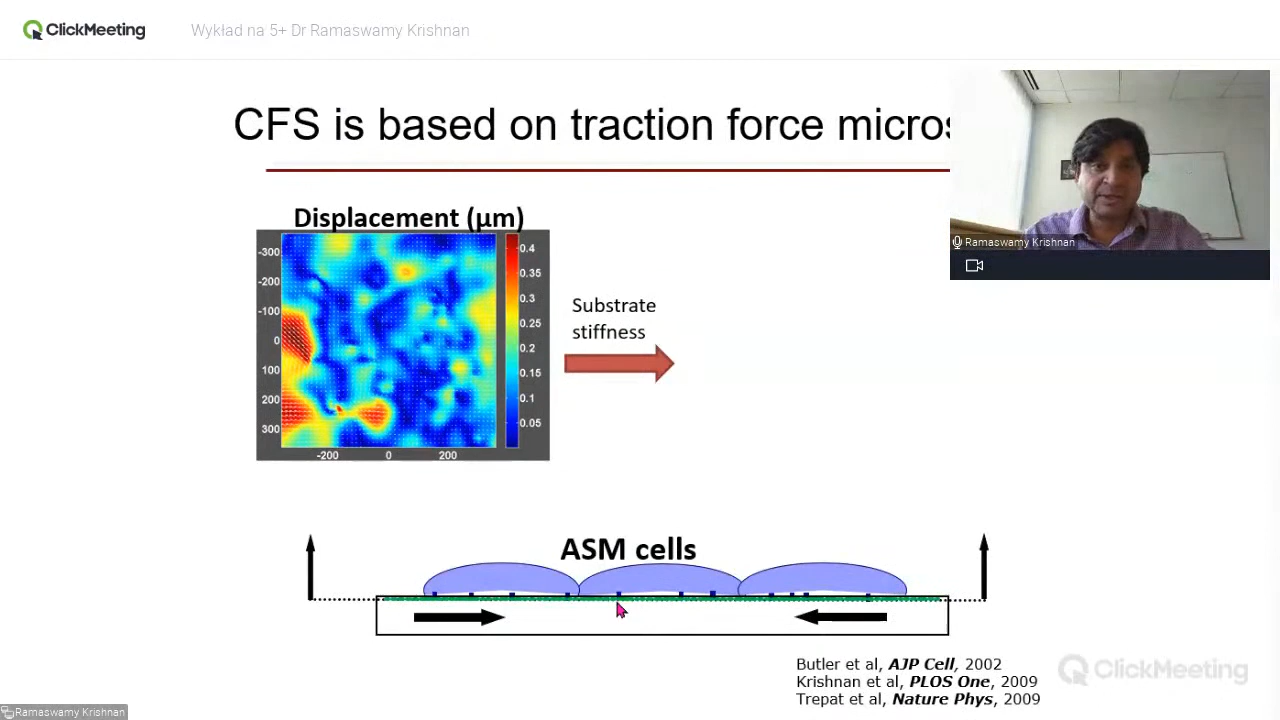 ClickMeeting
Wykład na 5+ Dr Ramaswamy Krishnan
CFS is based on traction force micros
Ramaswamy Krishnan
Displacement (µm)
-300
-200
-100
0
100
200
300
-200 0 200
0.4
0.35
0.3
0.25
0.2
0.15
0.1
0.05
Substrate
stiffness
ASM cells
Butler et al, AJP Cell, 2002
Krishnan et al, PLOS One, 2009
Trepat et al, Nature Phys, 2009
ClickMeeting
Ramaswamy Krishnan